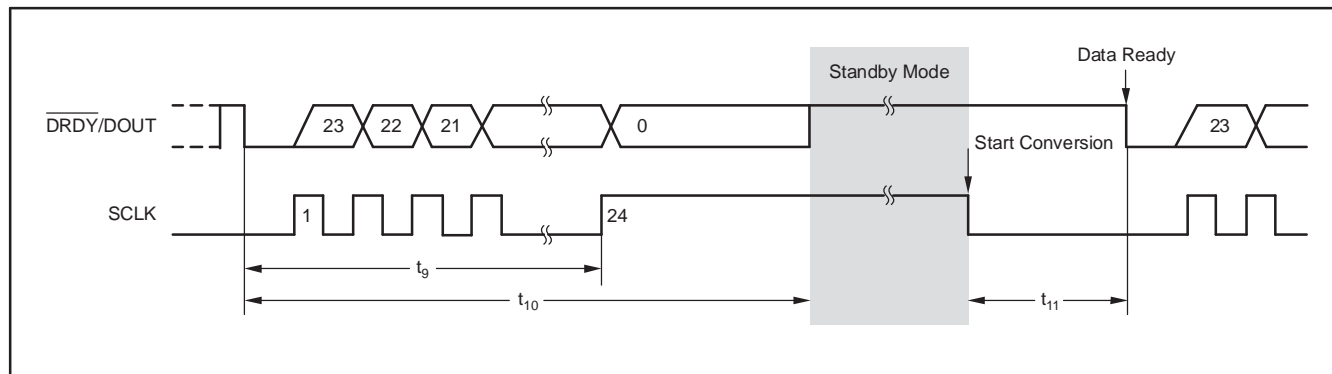 Data Ready
Standby Mode
DRDY/DOUT
23
22
21
0
23
Start Conversion
SCLK
1
24
t9
t10
t11